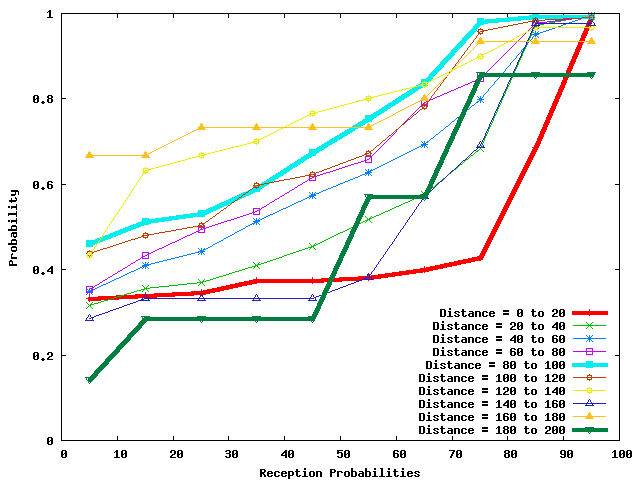 1
0.8
0.6
0.4
0.2
0
Probability
Distance = 0 to 20
Distance = 20 to 40
Distance = 40 to 60
Distance = 60 to 80
Distance = 80 to 100
Distance = 100 to 120
Distance = 120 to 140
Distance = 140 to 160
Distance = 160 to 180
Distance = 180 to 200
0 10 20 30 40 50 60 70 80 90 100
Reception Probabilities